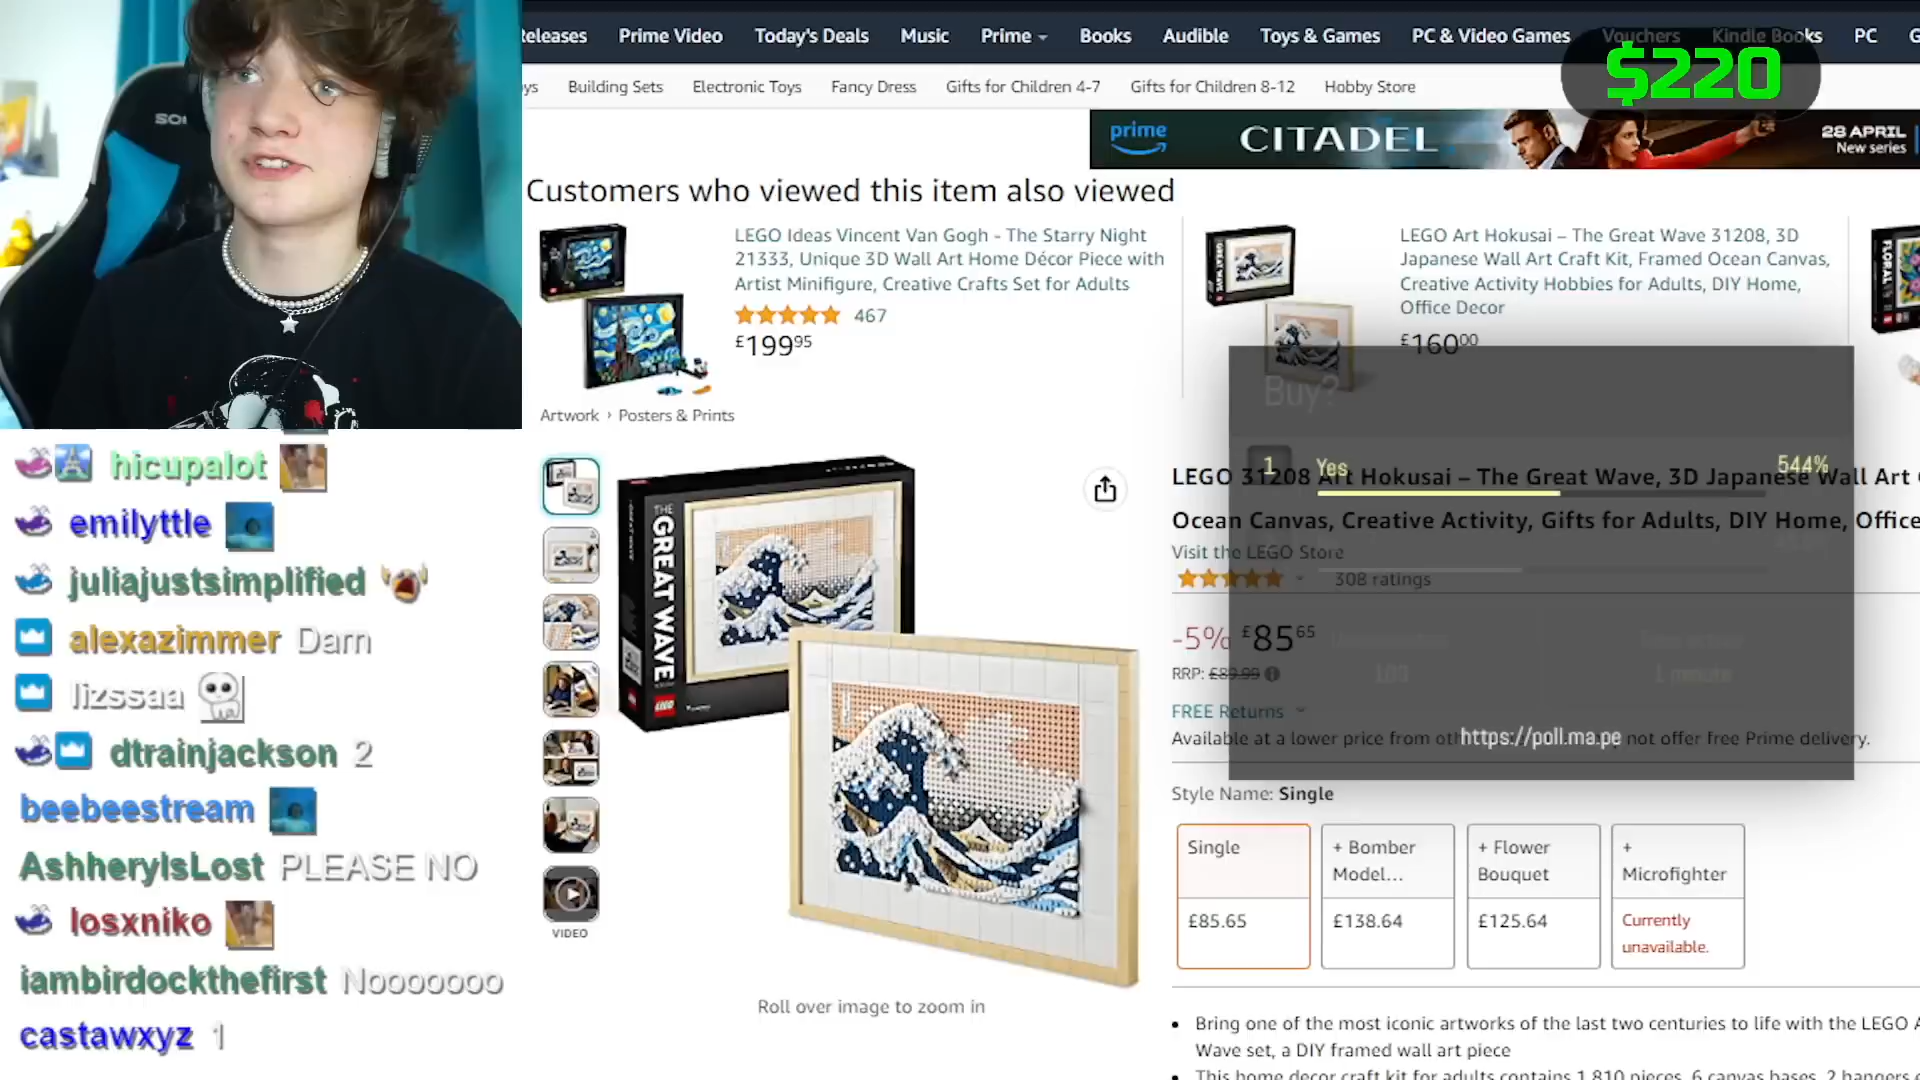 Releases Prime Video Today's Deals Music Prime Books Audible Toys & Games PC & Video Games Vouchers Kindle Books PC
$220
Building Sets Electronic Toys Fancy Dress Gifts for Children 4-7 Gifts for Children 8-12 Hobby Store
prime CITADEL 28 APRIL
New series
Customers who viewed this item also viewed
LEGO Ideas Vincent Van Gogh - The Starry Night
21333, Unique 3D Wall Art Home Décor Piece with
Artist Minifigure, Creative Crafts Set for Adults
467
£199⁹⁵
LEGO Art Hokusai – The Great Wave 31208, 3D
Japanese Wall Art Craft Kit, Framed Ocean Canvas,
Creative Activity Hobbies for Adults, DIY Home,
Office Decor
£160⁰⁰
Artwork › Posters & Prints
Buy?
1 Yes 544%
https://poll.ma.pe
THE
GREAT WAVE
LEGO
LEGO 31208 Art Hokusai – The Great Wave, 3D Japanese Wall Art
Ocean Canvas, Creative Activity, Gifts for Adults, DIY Home, Office
Visit the LEGO Store
308 ratings
-5% £85⁶⁵
RRP: £89.99
FREE Returns
Available at a lower price from not offer free Prime delivery.
Style Name: Single
Single
£85.65
+ Bomber
Model...
£138.64
+ Flower
Bouquet
£125.64
+
Microfighter
Currently
unavailable.
VIDEO
Roll over image to zoom in
• Bring one of the most iconic artworks of the last two centuries to life with the LEGO
Wave set, a DIY framed wall art piece
• This home decor craft kit for adults contains 1,810 pieces, 6 canvas bases, 2 hangers
hicupalot
emilyttle
juliajustsimplified
alexazimmer Dam
lizssaa
dtrainjackson 2
beebeestream
AshherylsLost PLEASE NO
losxniko
iambirdockthefirst Nooooooo
castawxyz 1